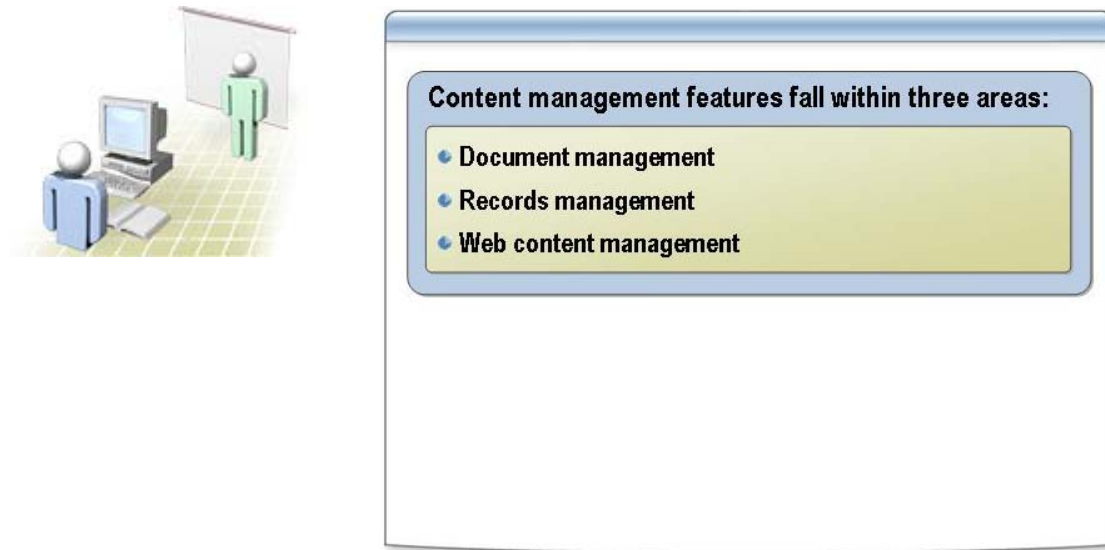 Content management features fall within three areas:
Document management
Records management
Web content management